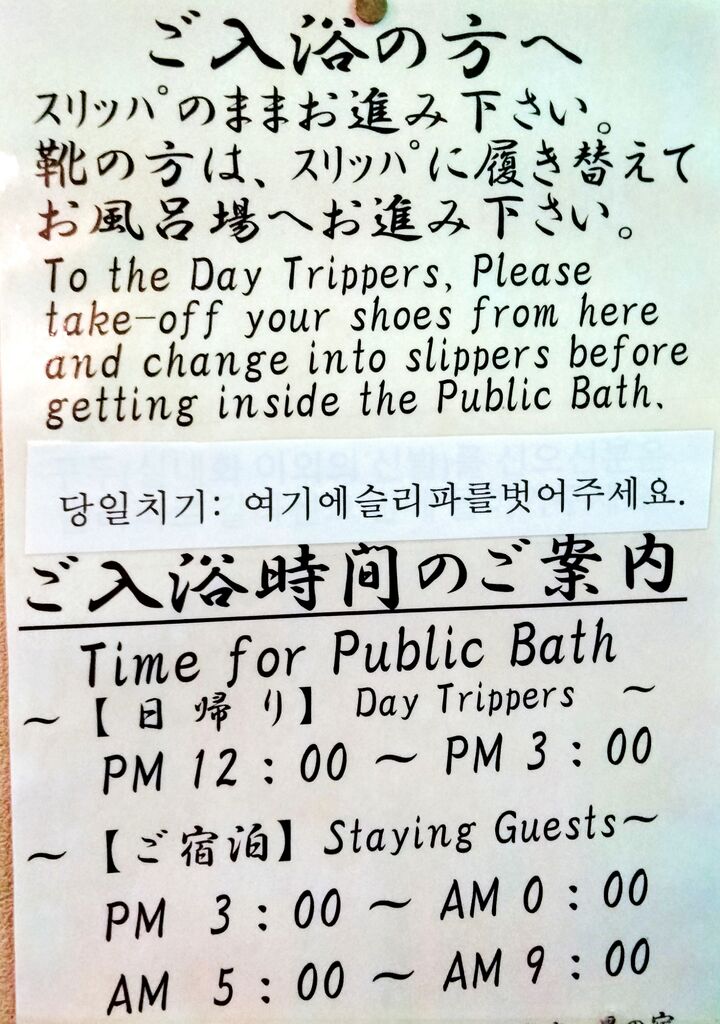 ご入浴の方へ
スリッパのままお進み下さい。
靴の方は、スリッパに履き替えて
お風呂場へお進み下さい。
To the Day Trippers, Please
take-off your shoes from here
and change into slippers before
getting inside the Public Bath.
당일치기: 여기에슬리파를벗어주세요.
ご入浴時間のご案内
Time for Public Bath
～【日帰り】 Day Trippers ～
PM 12：00 ～ PM 3：00
～【ご宿泊】 Staying Guests～
PM 3：00 ～ AM 0：00
AM 5：00 ～ AM 9：00